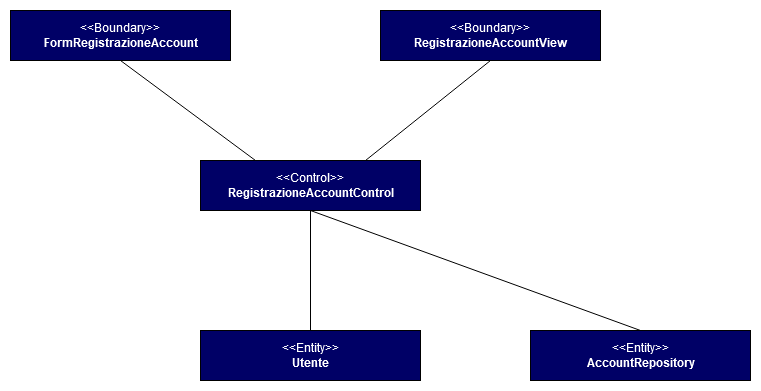 <<Boundary>>
FormRegistrazioneAccount
<<Boundary>>
RegistrazioneAccountView
<<Control>>
RegistrazioneAccountControl
<<Entity>>
Utente
<<Entity>>
AccountRepository